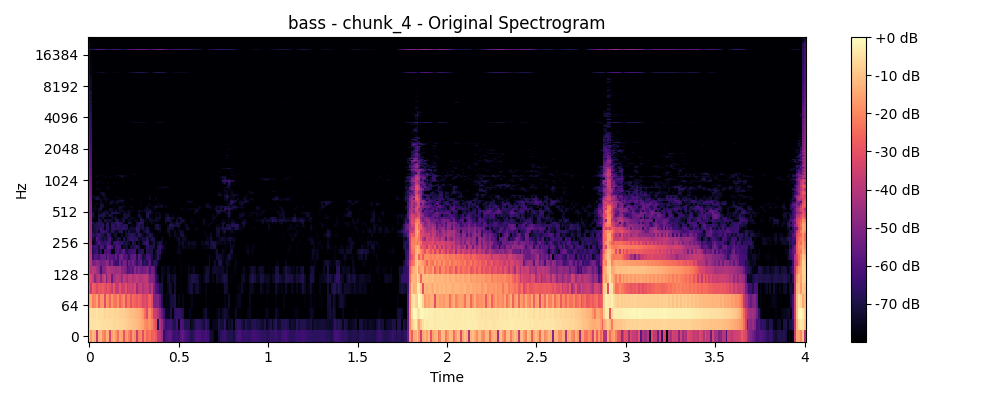 bass - chunk_4 - Original Spectrogram
Hz
16384
8192
4096
2048
1024
512
256
128
64
0
0
0.5
1
1.5
2
2.5
3
3.5
4
Time
+0 dB
-10 dB
-20 dB
-30 dB
-40 dB
-50 dB
-60 dB
-70 dB